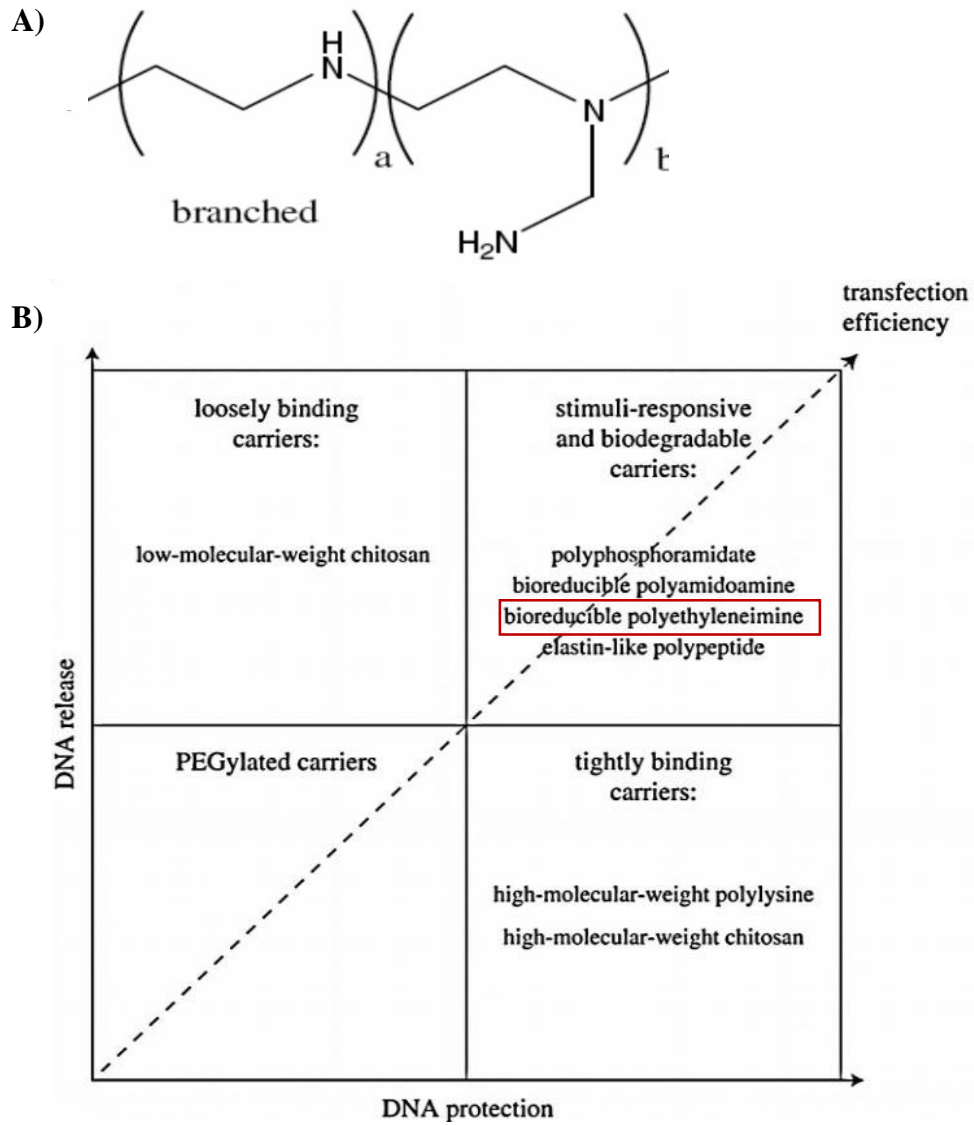 A)
H
N
a
N
b
branched
H₂N
B)
transfection
efficiency
loosely binding
carriers:
low-molecular-weight chitosan
stimuli-responsive
and biodegradable
carriers:
polyphosphoramidate
bioreducible polyamidoamine
bioreducible polyethyleneimine
elastin-like polypeptide
DNA release
PEGylated carriers
tightly binding
carriers:
high-molecular-weight polylysine
high-molecular-weight chitosan
DNA protection